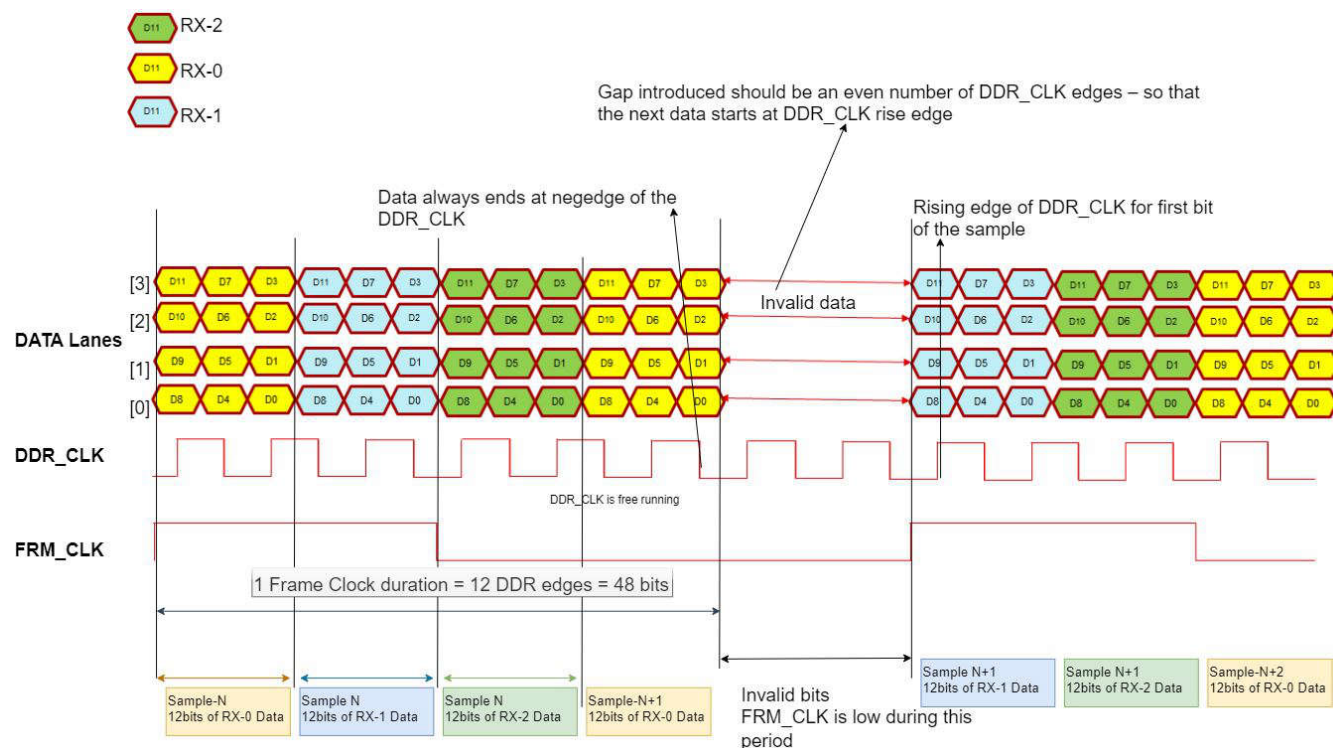 D11 RX-2
D11 RX-0
D11 RX-1
Gap introduced should be an even number of DDR_CLK edges – so that
the next data starts at DDR_CLK rise edge
Data always ends at negedge of the
DDR_CLK
Rising edge of DDR_CLK for first bit
of the sample
[3] D11 D7 D3 D11 D7 D3 D11 D7 D3 D11 D7 D3 D11 D7 D3 D11 D7 D3 D11 D7 D3
Invalid data
[2] D10 D6 D2 D10 D6 D2 D10 D6 D2 D10 D6 D2 D10 D6 D2 D10 D6 D2 D10 D6 D2
DATA Lanes
[1] D9 D5 D1 D9 D5 D1 D9 D5 D1 D9 D5 D1 D9 D5 D1 D9 D5 D1 D9 D5 D1
[0] D8 D4 D0 D8 D4 D0 D8 D4 D0 D8 D4 D0 D8 D4 D0 D8 D4 D0 D8 D4 D0
DDR_CLK
DDR_CLK is free running
FRM_CLK
1 Frame Clock duration = 12 DDR edges = 48 bits
Sample-N
12bits of RX-0 Data
Sample N
12bits of RX-1 Data
Sample N
12bits of RX-2 Data
Sample-N+1
12bits of RX-0 Data
Invalid bits
FRM_CLK is low during this
period
Sample N+1
12bits of RX-1 Data
Sample N+1
12bits of RX-2 Data
Sample-N+2
12bits of RX-0 Data